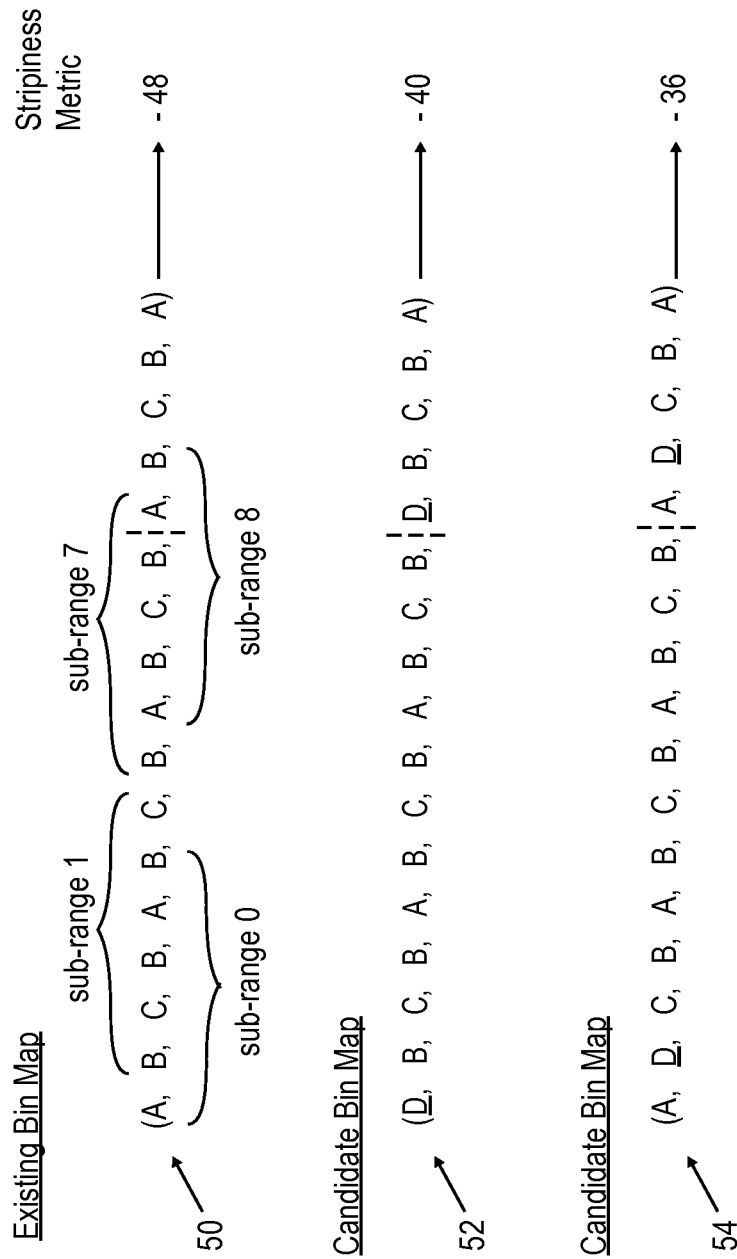 Stripiness
Metric
Existing Bin Map
sub-range 1
sub-range 7
50
(A, B, C, B, A, B, C, B, A, B, C, B, A, B, C, B, A)
- 48
sub-range 0
sub-range 8
Candidate Bin Map
52
(D, B, C, B, A, B, C, B, A, B, C, B, D, B, C, B, A)
- 40
Candidate Bin Map
54
(A, D, C, B, A, B, C, B, A, B, C, B, A, D, C, B, A)
- 36